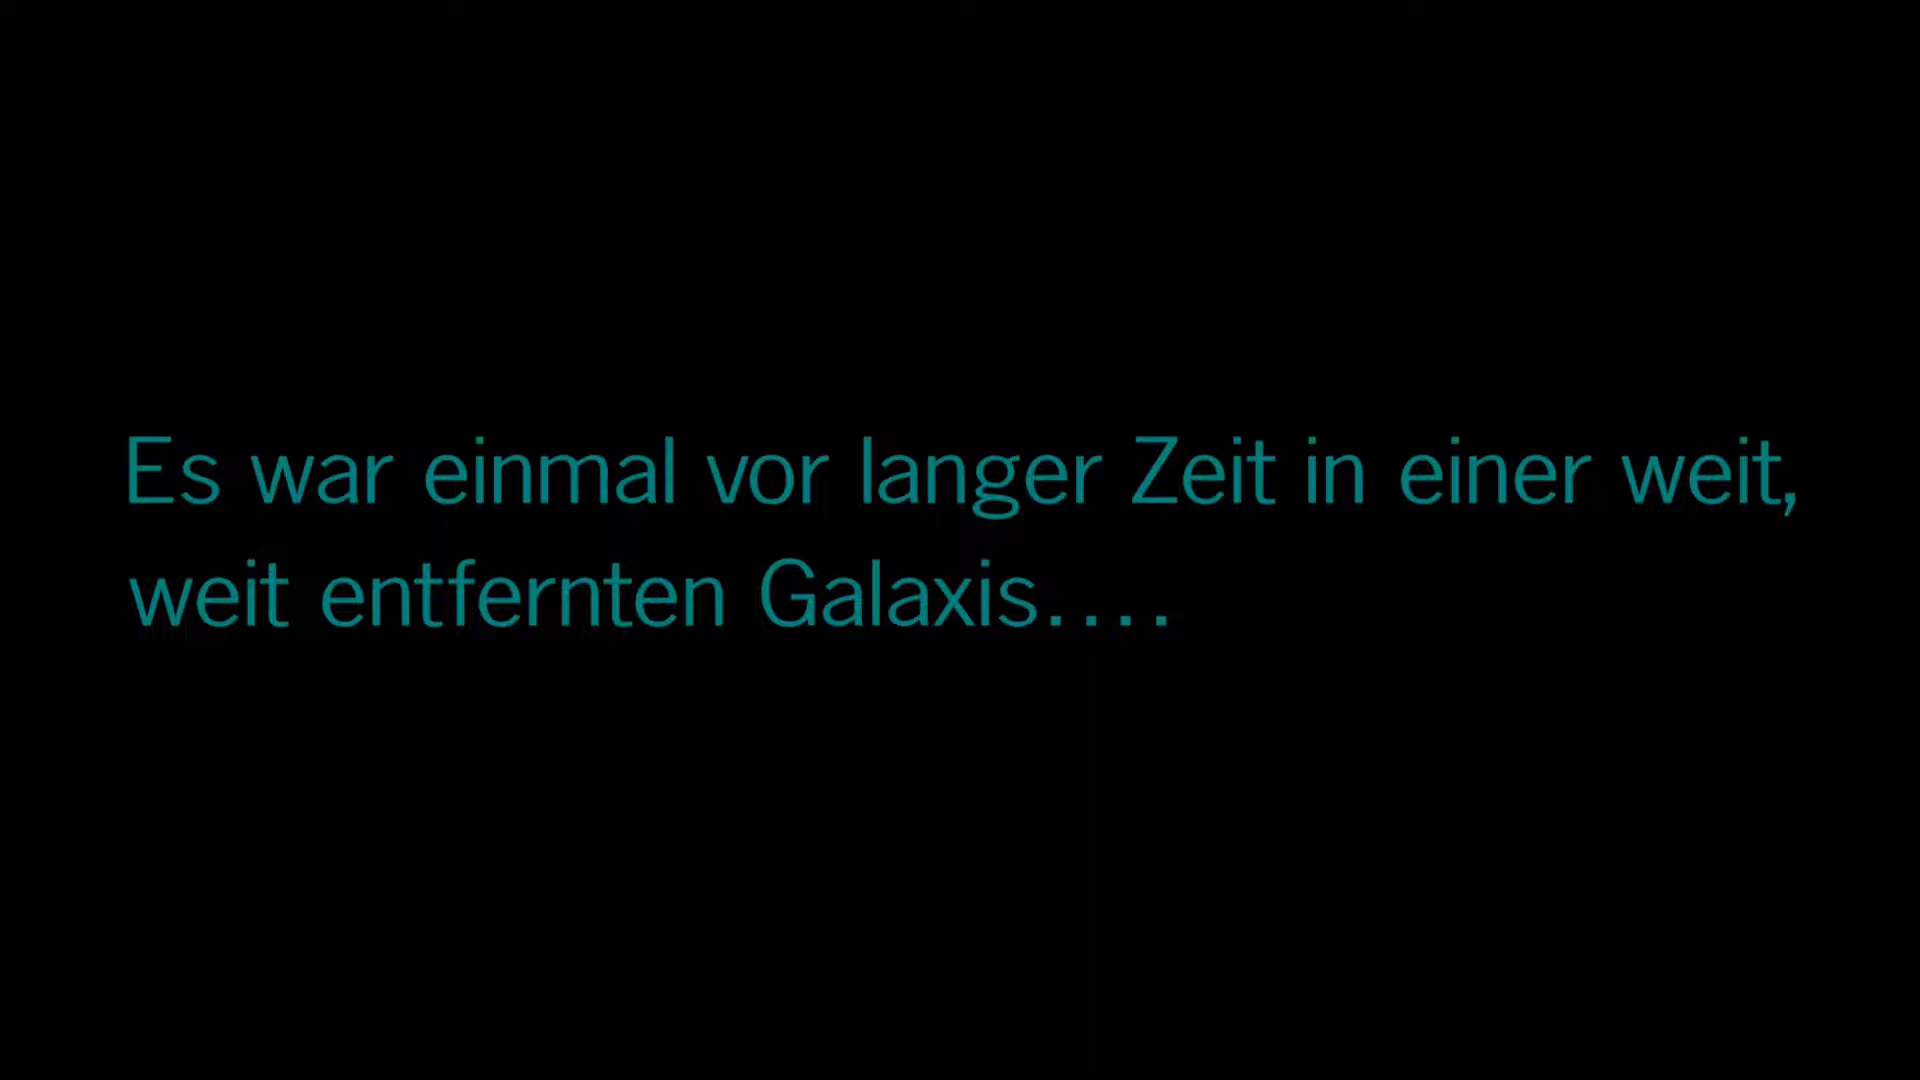 Es war einmal vor langer Zeit in einer weit,
weit entfernten Galaxis....